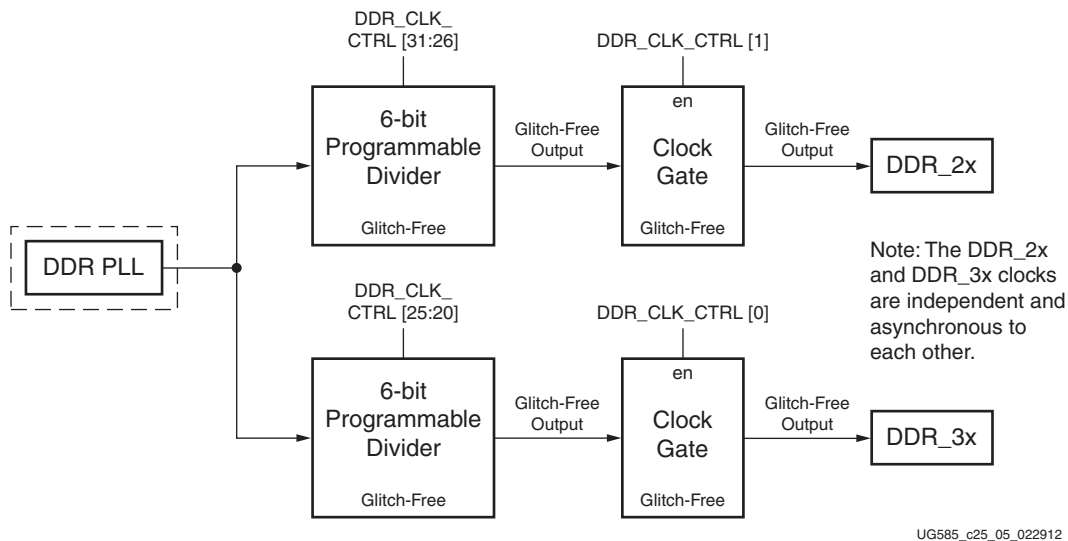 DDR_CLK_
CTRL [31:26]
DDR_CLK_CTRL [1]
6-bit
Programmable
Divider
Glitch-Free
Glitch-Free
Output
en
Clock
Gate
Glitch-Free
Glitch-Free
Output
DDR_2x
DDR PLL
Note: The DDR_2x
and DDR_3x clocks
are independent and
asynchronous to
each other.
DDR_CLK_
CTRL [25:20]
DDR_CLK_CTRL [0]
6-bit
Programmable
Divider
Glitch-Free
Glitch-Free
Output
en
Clock
Gate
Glitch-Free
Glitch-Free
Output
DDR_3x
UG585_c25_05_022912